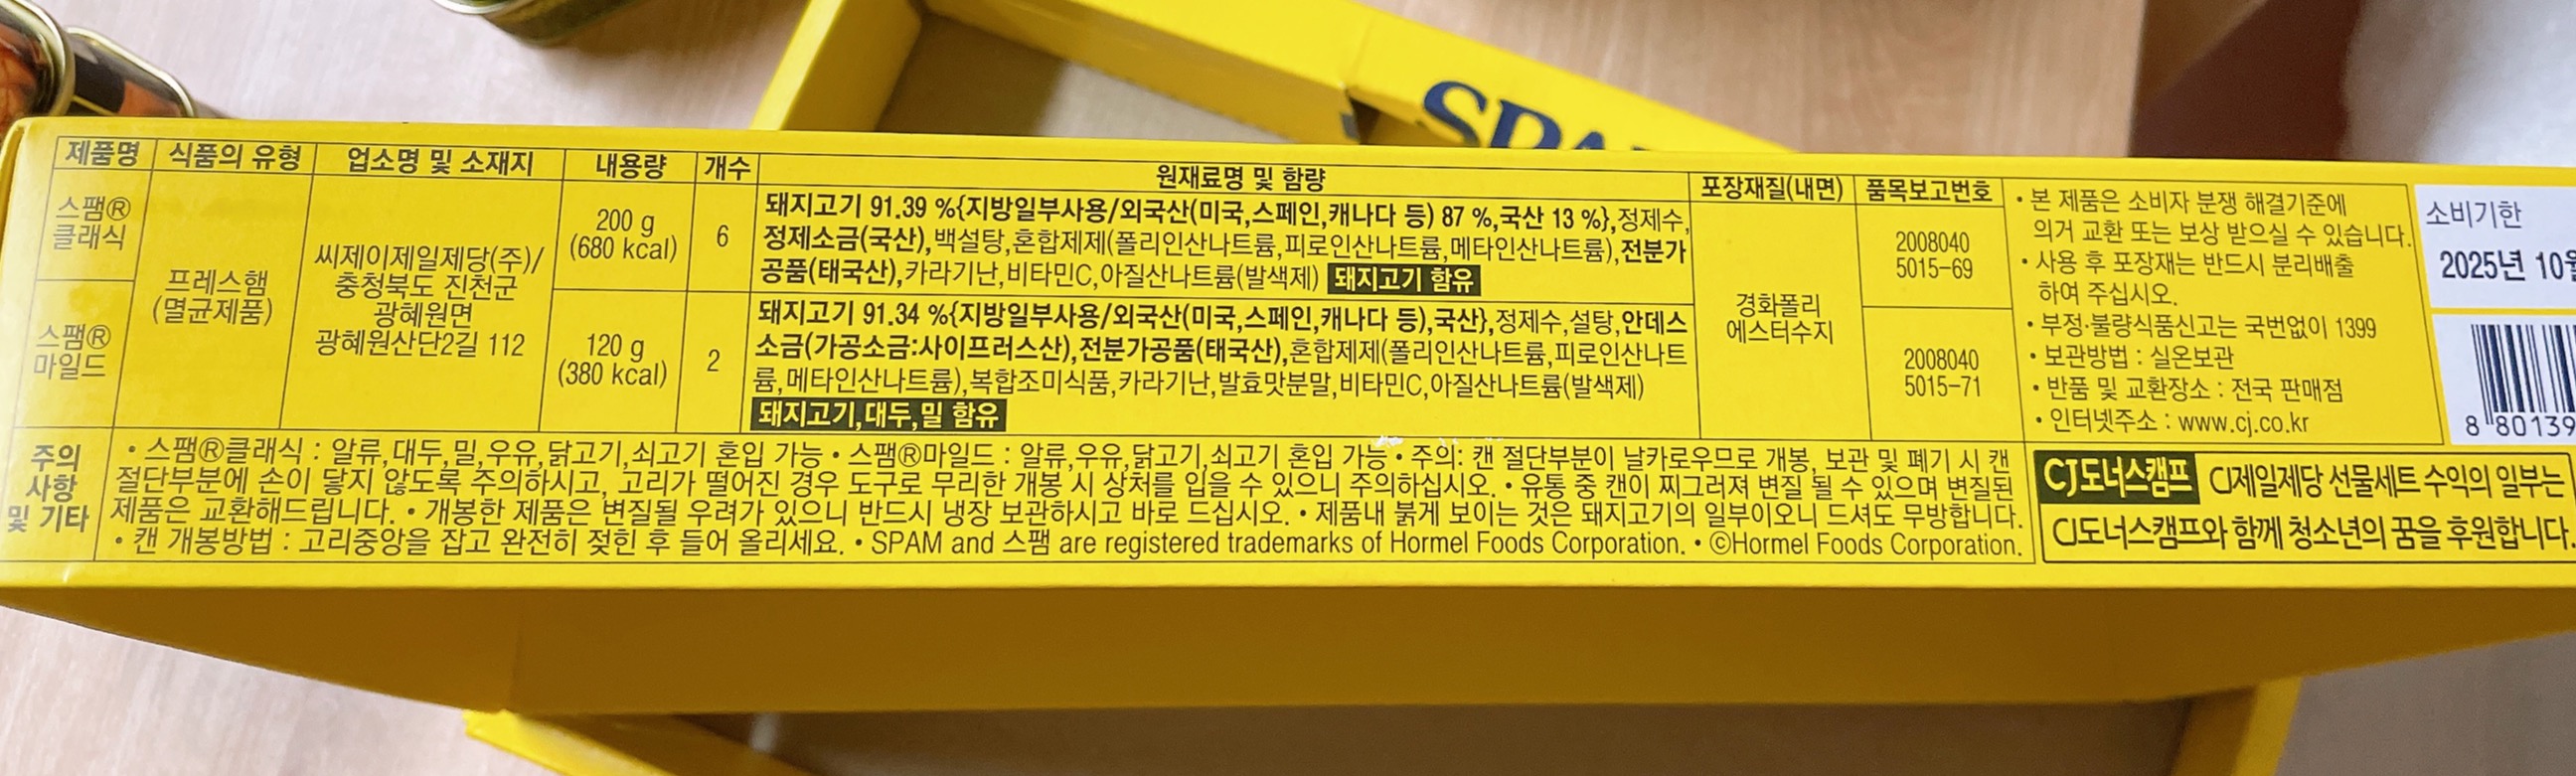 SPA
제품명
식품의 유형
업소명 및 소재지
내용량
개수
원재료명 및 함량
포장재질(내면)
품목보고번호
스팸®
클래식
스팸®
마일드
프레스햄
(멸균제품)
씨제이제일제당(주)/
충청북도 진천군
광혜원면
광혜원산단2길 112
200 g
(680 kcal)
6
돼지고기 91.39 %{지방일부사용/외국산(미국,스페인,캐나다 등) 87 %,국산 13 %},정제수,
정제소금(국산),백설탕,혼합제제(폴리인산나트륨,피로인산나트륨,메타인산나트륨),전분가
공품(태국산),카라기난,비타민C,아질산나트륨(발색제) 돼지고기 함유
120 g
(380 kcal)
2
돼지고기 91.34 %{지방일부사용/외국산(미국,스페인,캐나다 등),국산},정제수,설탕,안데스
소금(가공소금:사이프러스산),전분가공품(태국산),혼합제제(폴리인산나트륨,피로인산나트
륨,메타인산나트륨),복합조미식품,카라기난,발효맛분말,비타민C,아질산나트륨(발색제)
돼지고기,대두,밀 함유
경화폴리
에스터수지
2008040
5015-69
2008040
5015-71
• 본 제품은 소비자 분쟁 해결기준에
의거 교환 또는 보상 받으실 수 있습니다.
• 사용 후 포장재는 반드시 분리배출
하여 주십시오.
• 부정·불량식품신고는 국번없이 1399
• 보관방법 : 실온보관
• 반품 및 교환장소 : 전국 판매점
• 인터넷주소 : www.cj.co.kr
소비기한
2025년 10
8 80139
주의
사항
및 기타
• 스팸®클래식 : 알류,대두,밀,우유,닭고기,쇠고기 혼입 가능 • 스팸®마일드 : 알류,우유,닭고기,쇠고기 혼입 가능 • 주의: 캔 절단부분이 날카로우므로 개봉, 보관 및 폐기 시 캔
절단부분에 손이 닿지 않도록 주의하시고, 고리가 떨어진 경우 도구로 무리한 개봉 시 상처를 입을 수 있으니 주의하십시오. • 유통 중 캔이 찌그러져 변질 될 수 있으며 변질된
제품은 교환해드립니다. • 개봉한 제품은 변질될 우려가 있으니 반드시 냉장 보관하시고 바로 드십시오. • 제품내 붉게 보이는 것은 돼지고기의 일부이오니 드셔도 무방합니다.
• 캔 개봉방법 : 고리중앙을 잡고 완전히 젖힌 후 들어 올리세요. • SPAM and 스팸 are registered trademarks of Hormel Foods Corporation. • ©Hormel Foods Corporation.
CJ도너스캠프 CJ제일제당 선물세트 수익의 일부는
CJ도너스캠프와 함께 청소년의 꿈을 후원합니다.